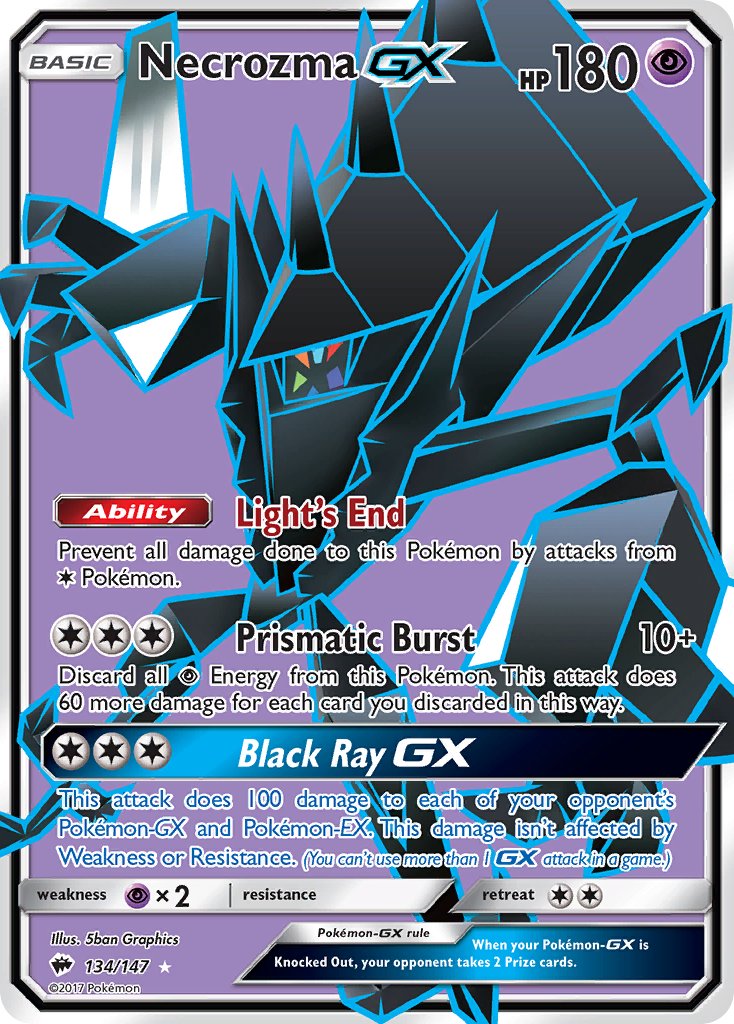 BASIC Necrozma GX HP 180
Ability Light's End
Prevent all damage done to this Pokémon by attacks from
Pokémon.
Prismatic Burst 10+
Discard all Energy from this Pokémon. This attack does
60 more damage for each card you discarded in this way.
Black Ray GX
This attack does 100 damage to each of your opponent's
Pokémon-GX and Pokémon-EX. This damage isn't affected by
Weakness or Resistance. (You can't use more than 1 GX attack in a game.)
weakness ×2 resistance retreat
Illus. 5ban Graphics
Pokémon-GX rule
When your Pokémon-GX is
Knocked Out, your opponent takes 2 Prize cards.
134/147
©2017 Pokémon